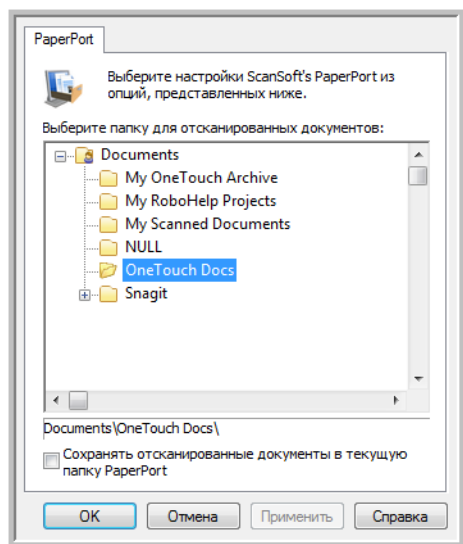 PaperPort
Выберите настройки ScanSoft's PaperPort из
опций, представленных ниже.
Выберите папку для отсканированных документов:
Documents
My OneTouch Archive
My RoboHelp Projects
My Scanned Documents
NULL
OneTouch Docs
Snagit
Documents\OneTouch Docs\
Сохранять отсканированные документы в текущую
папку PaperPort
OK Отмена Применить Справка